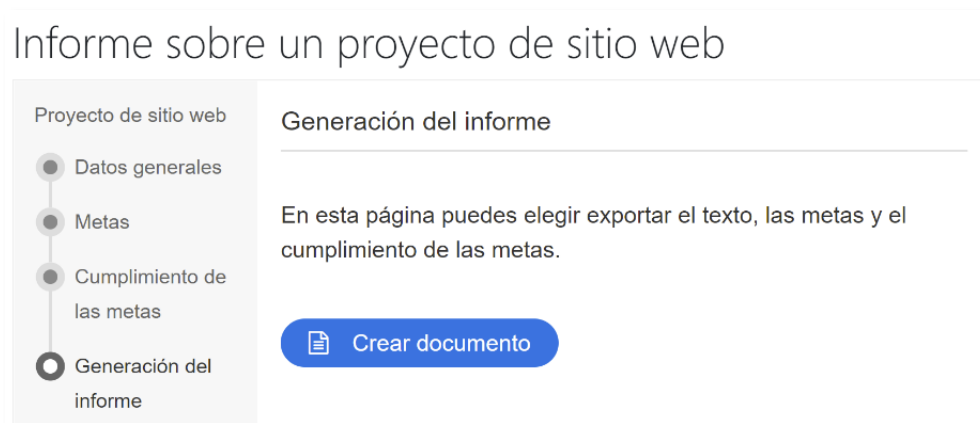 Informe sobre un proyecto de sitio web
Proyecto de sitio web
Datos generales
Metas
Cumplimiento de
las metas
Generación del
informe
Generación del informe
En esta página puedes elegir exportar el texto, las metas y el
cumplimiento de las metas.
Crear documento